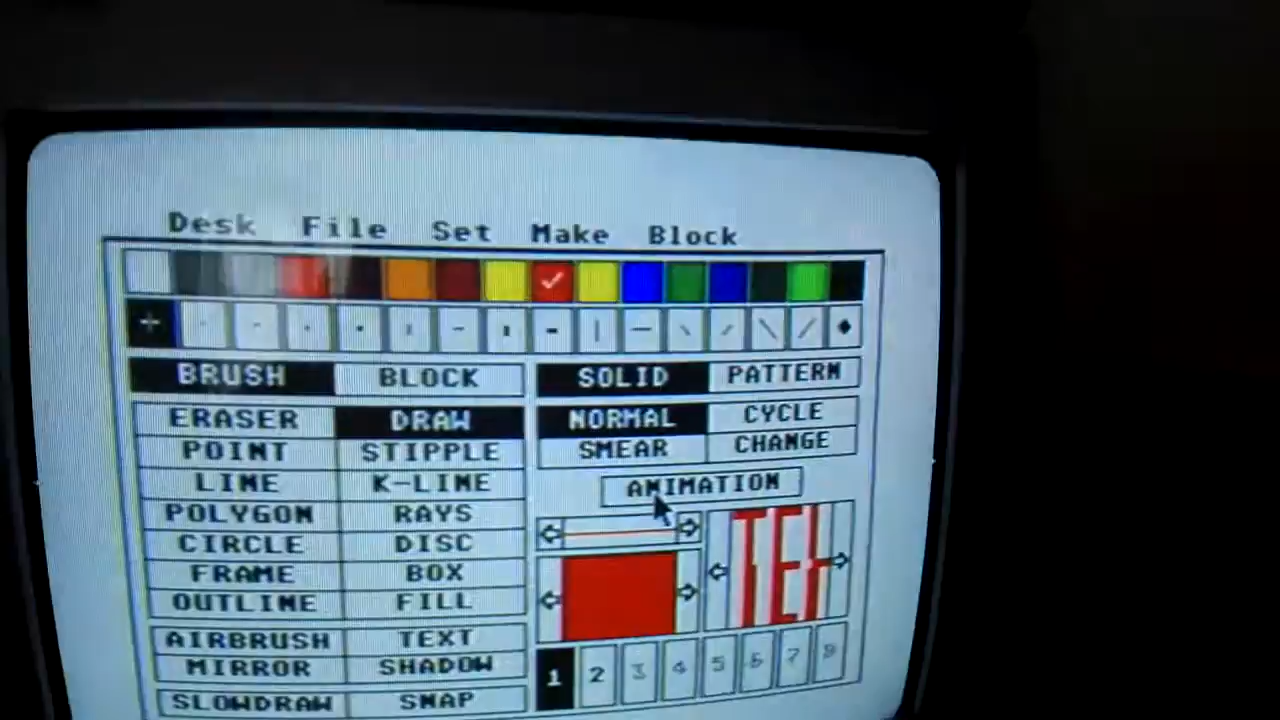 Desk File Set Make Block
BRUSH BLOCK SOLID PATTERN
ERASER DRAW NORMAL CYCLE
POINT STIPPLE SMEAR CHANGE
LINE K-LINE ANIMATION
POLYGON RAYS
CIRCLE DISC
FRAME BOX
OUTLINE FILL
AIRBRUSH TEXT
MIRROR SHADOW
SLOWDRAW SNAP
1 2 3 4 5 6 7 8